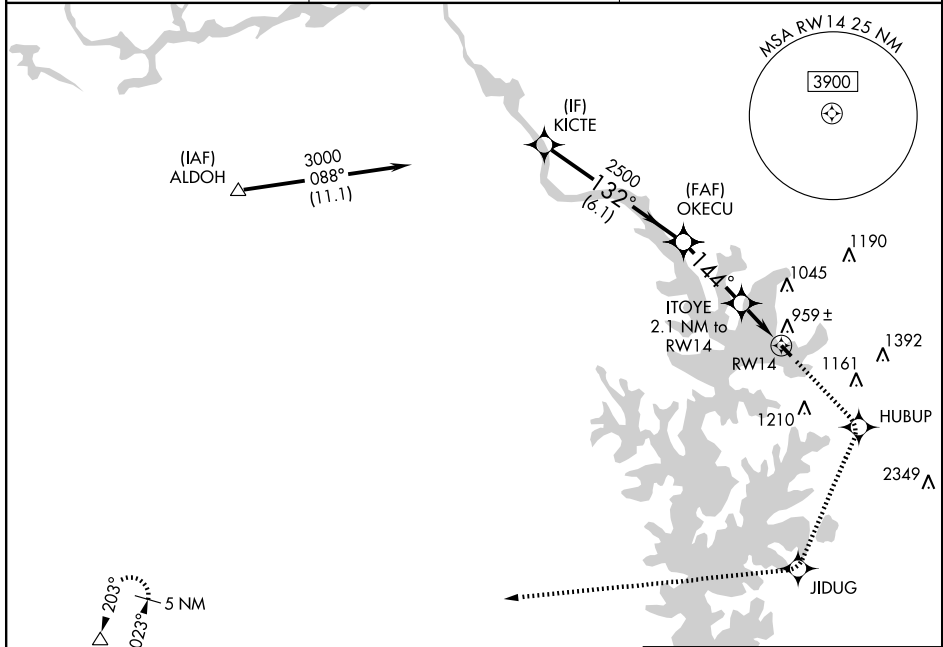 MSA RW14 25 NM
3900
(IF)
KICTE
(IAF)
ALDOH
3000
088°
(11.1)
2500
132°
(6.1)
(FAF)
OKECU
144°
1190
1045
ITOYE
2.1 NM to
RW14
959 ±
RW14
1392
1161
1210
HUBUP
2349
JIDUG
203°
023°
5 NM